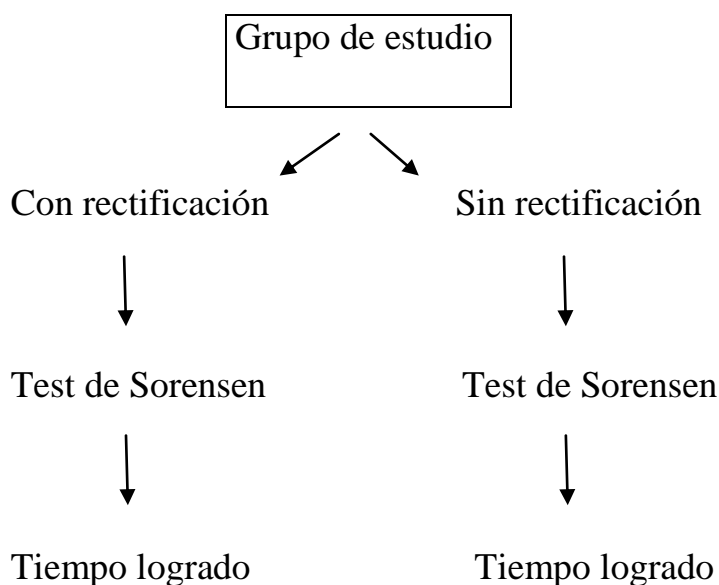 Grupo de estudio
Con rectificación
Sin rectificación
Test de Sorensen
Test de Sorensen
Tiempo logrado
Tiempo logrado